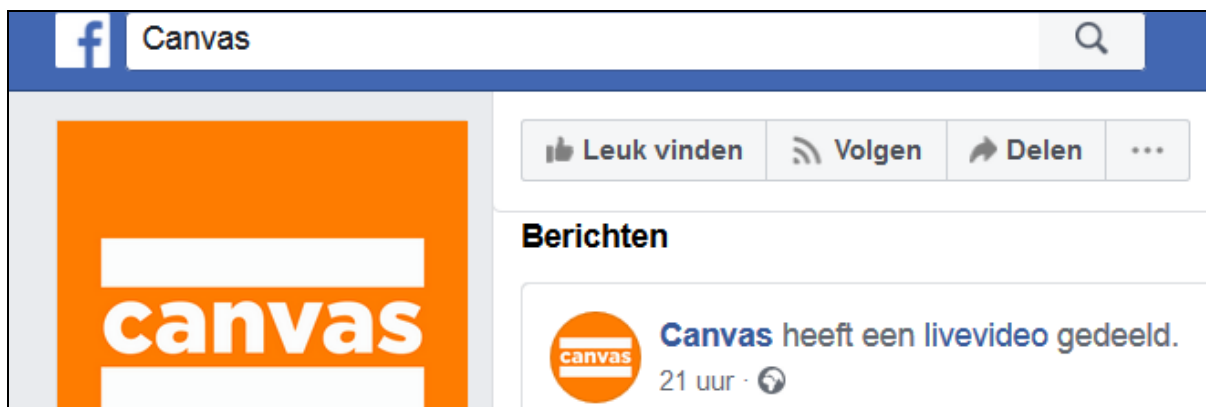 Canvas
Leuk vinden
Volgen
Delen
Berichten
canvas
canvas
Canvas heeft een livevideo gedeeld.
21 uur ·